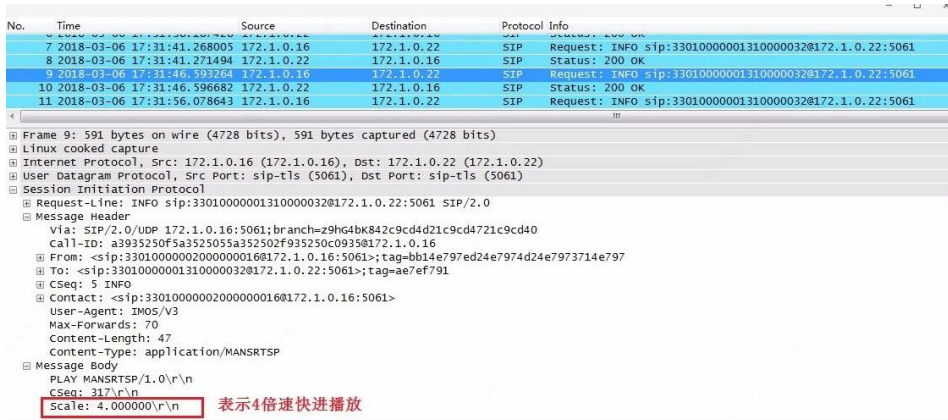 No. Time Source Destination Protocol Info
7 2018-03-06 17:31:41.268005 172.1.0.16 172.1.0.22 SIP Request: INFO sip:33010000001310000032@172.1.0.22:5061
8 2018-03-06 17:31:41.271494 172.1.0.22 172.1.0.16 SIP Status: 200 OK
9 2018-03-06 17:31:46.593264 172.1.0.16 172.1.0.22 SIP Request: INFO sip:33010000001310000032@172.1.0.22:5061
10 2018-03-06 17:31:46.596682 172.1.0.22 172.1.0.16 SIP Status: 200 OK
11 2018-03-06 17:31:56.078643 172.1.0.16 172.1.0.22 SIP Request: INFO sip:33010000001310000032@172.1.0.22:5061
Frame 9: 591 bytes on wire (4728 bits), 591 bytes captured (4728 bits)
Linux cooked capture
Internet Protocol, Src: 172.1.0.16 (172.1.0.16), Dst: 172.1.0.22 (172.1.0.22)
User Datagram Protocol, Src Port: sip-tls (5061), Dst Port: sip-tls (5061)
Session Initiation Protocol
Request-Line: INFO sip:33010000001310000032@172.1.0.22:5061 SIP/2.0
Message Header
Via: SIP/2.0/UDP 172.1.0.16:5061;branch=z9hG4bK842c9cd4d21c9cd4721c9cd40
Call-ID: a3935250f5a3525055a352502f935250c0935@172.1.0.16
From: <sip:33010000002000000016@172.1.0.16:5061>;tag=bb14e797ed24e7974d24e7973714e797
To: <sip:33010000001310000032@172.1.0.22:5061>;tag=ae7ef791
CSeq: 5 INFO
Contact: <sip:33010000002000000016@172.1.0.16:5061>
User-Agent: IMOS/V3
Max-Forwards: 70
Content-Length: 47
Content-Type: application/MANSRTSP
Message Body
PLAY MANSRTSP/1.0\r\n
CSeq: 317\r\n
Scale: 4.000000\r\n 表示4倍速快进播放